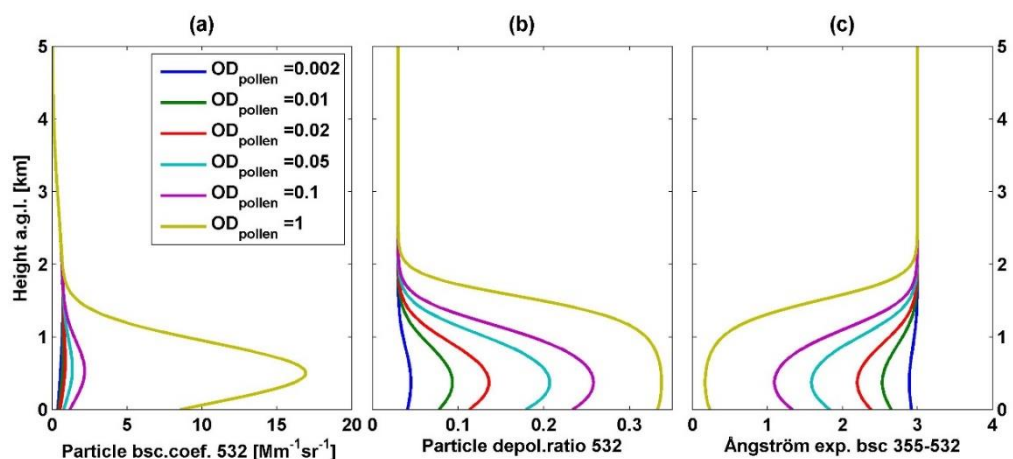 (a) (b) (c)
Height a.g.l. [km]
5
4
3
2
1
0
OD_pollen =0.002
OD_pollen =0.01
OD_pollen =0.02
OD_pollen =0.05
OD_pollen =0.1
OD_pollen =1
5
4
3
2
1
0
0 5 10 15 20
0.1 0.2 0.3
0 1 2 3 4
Particle bsc.coef. 532 [Mm⁻¹sr⁻¹]
Particle depol.ratio 532
Ångström exp. bsc 355-532